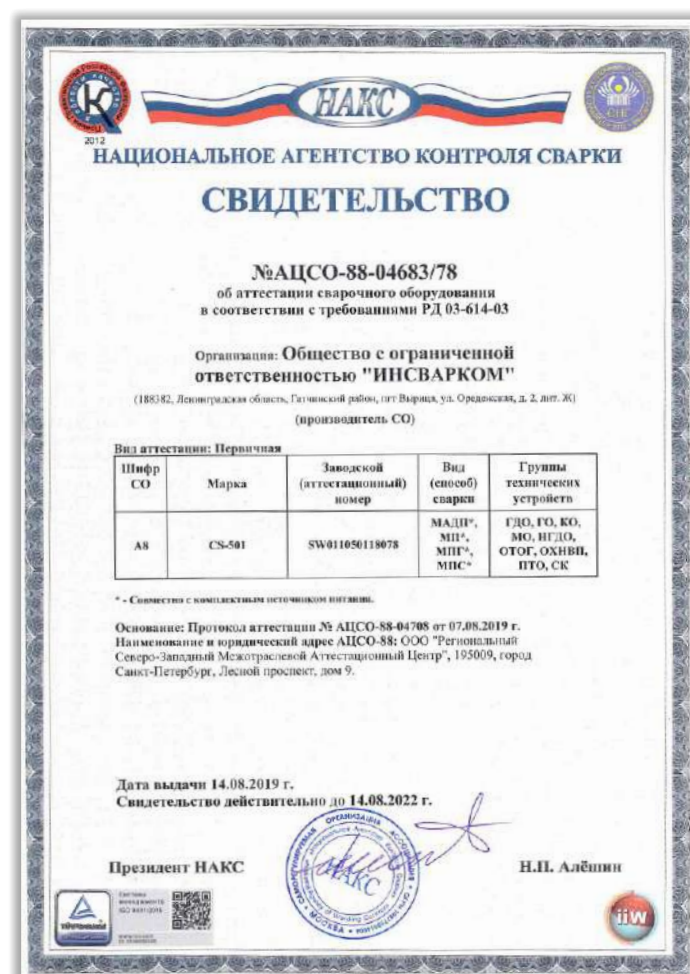 НАКС
СНГ
2012
НАЦИОНАЛЬНОЕ АГЕНТСТВО КОНТРОЛЯ СВАРКИ
СВИДЕТЕЛЬСТВО
№АЦСО-88-04683/78
об аттестации сварочного оборудования
в соответствии с требованиями РД 03-614-03
Организация: Общество с ограниченной
ответственностью "ИНСВАРКОМ"
(188382, Ленинградская область, Гатчинский район, пгт Вырица, ул. Оредежская, д. 2, лит. Ж)
(производитель СО)
Вид аттестации: Первичная
Шифр СО Марка Заводской (аттестационный) номер Вид (способ) сварки Группы технических устройств
А8 CS-501 SW011050118078 МАДП*, МП*, МПГ*, МПС* ГДО, ГО, КО, МО, НГДО, ОТОГ, ОХНВП, ПТО, СК
* - Совместно с комплектным источником питания.
Основание: Протокол аттестации № АЦСО-88-04708 от 07.08.2019 г.
Наименование и юридический адрес АЦСО-88: ООО "Региональный
Северо-Западный Межотраслевой Аттестационный Центр", 195009, город
Санкт-Петербург, Лесной проспект, дом 9.
Дата выдачи 14.08.2019 г.
Свидетельство действительно до 14.08.2022 г.
Президент НАКС Н.П. Алёшин
НАКС
МОСКВА
iiw